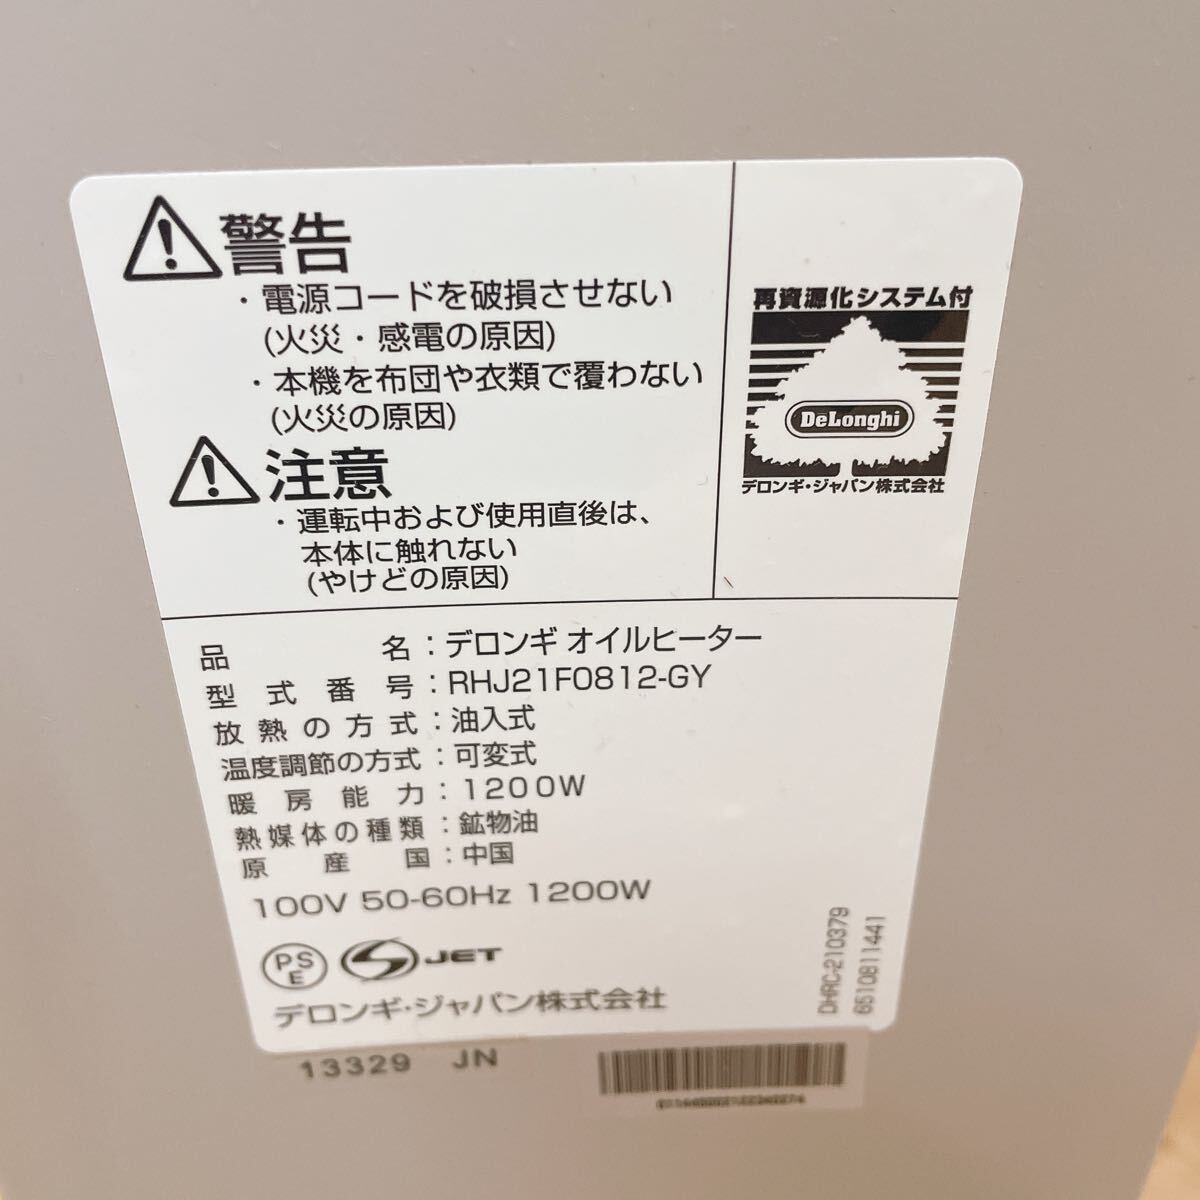 警告
・電源コードを破損させない
(火災・感電の原因)
・本機を布団や衣類で覆わない
(火災の原因)
注意
・運転中および使用直後は、
本体に触れない
(やけどの原因)
再資源化システム付
DeLonghi
デロンギ・ジャパン株式会社
品名：デロンギ オイルヒーター
型式番号：RHJ21F0812-GY
放熱の方式：油入式
温度調節の方式：可変式
暖房能力：1200W
熱媒体の種類：鉱物油
原産国：中国
100V 50-60Hz 1200W
PS
E
JET
デロンギ・ジャパン株式会社
DHRC-210379
6510811441
13329 JN